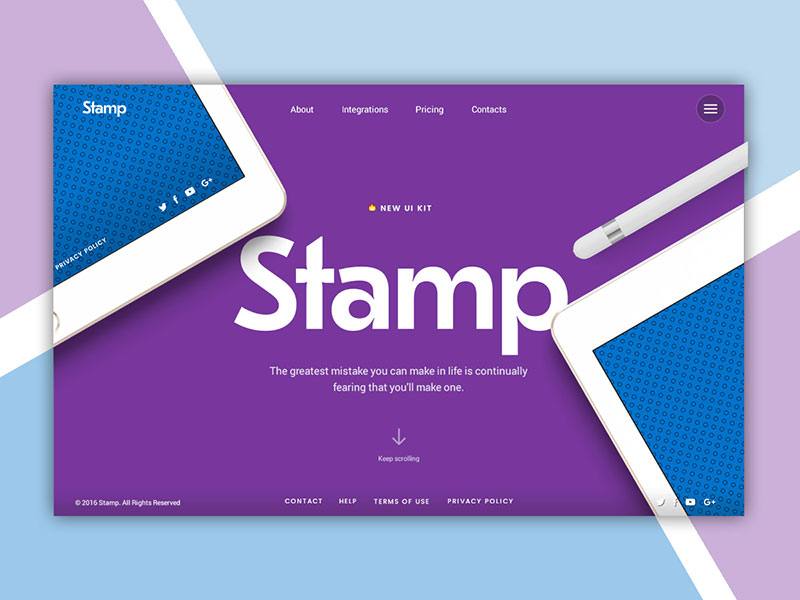 Stamp
About Integrations Pricing Contacts
PRIVACY POLICY
NEW UI KIT
Stamp
The greatest mistake you can make in life is continually
fearing that you'll make one.
Keep scrolling
© 2016 Stamp. All Rights Reserved
CONTACT HELP TERMS OF USE PRIVACY POLICY